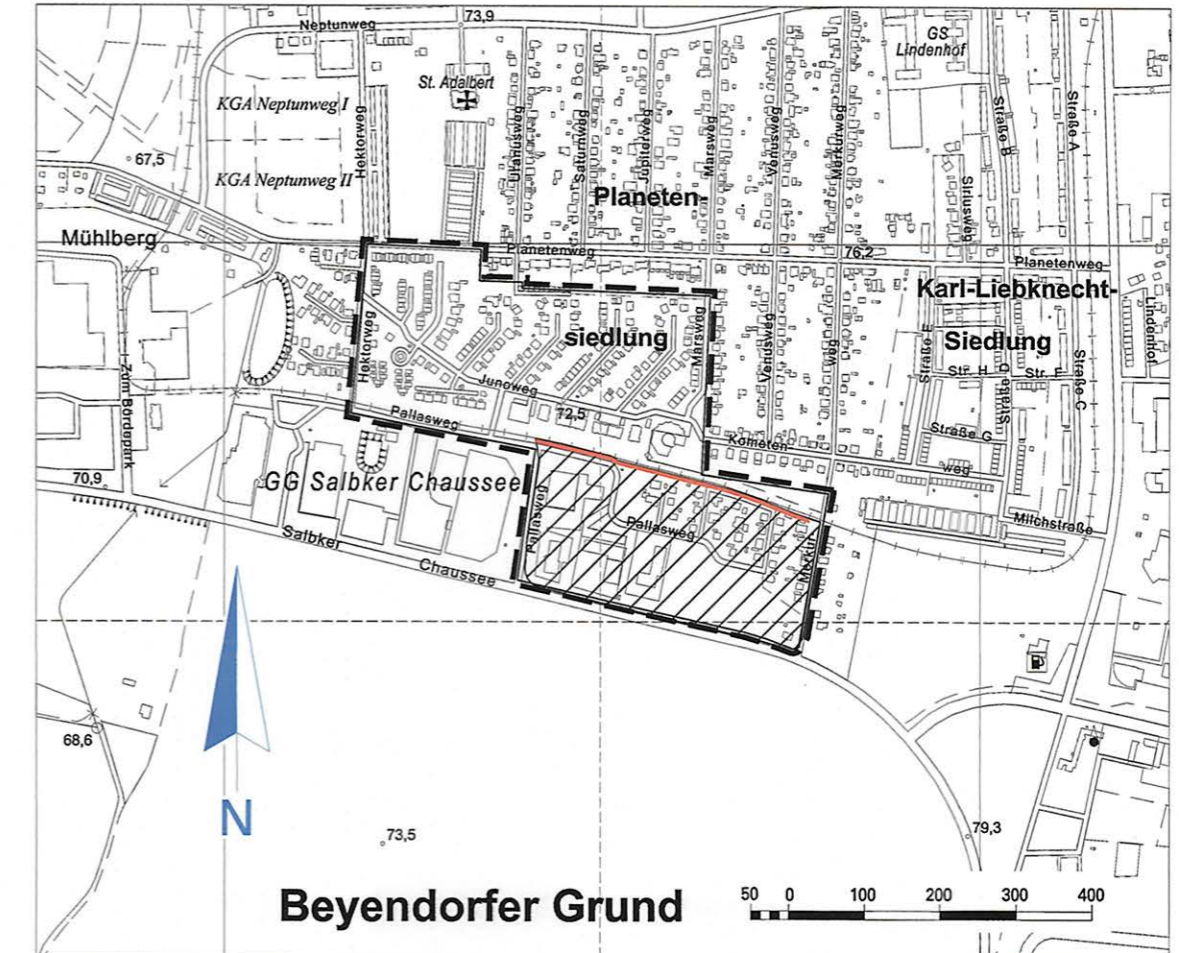 Neptunweg
73,9
GS
Lindenhof
St. Adalbert
KGA Neptunweg I
Hektorweg
Uranusweg
Saturnweg
Jupiterweg
Marsweg
Venusweg
Merkurweg
Straße B
Straße A
67,5
KGA Neptunweg II
Planeten-
Siriusweg
Mühlberg
Planetenweg
76,2
Planetenweg
Karl-Liebknecht-
Lindenhof
Hektorweg
siedlung
Marsweg
Venusweg
weg
Straße E
Siedlung
Str. H
Straße D
Str. F
Straße C
Zum Bördepark
Junoweg
72,5
Pallasweg
Kometen
Straße G
weg
70,9
GG Salbker Chaussee
Pallasweg
Pallasweg
Milchstraße
Salbker
Chaussee
Merkur
68,6
N
73,5
79,3
Beyendorfer Grund
50 0 100 200 300 400